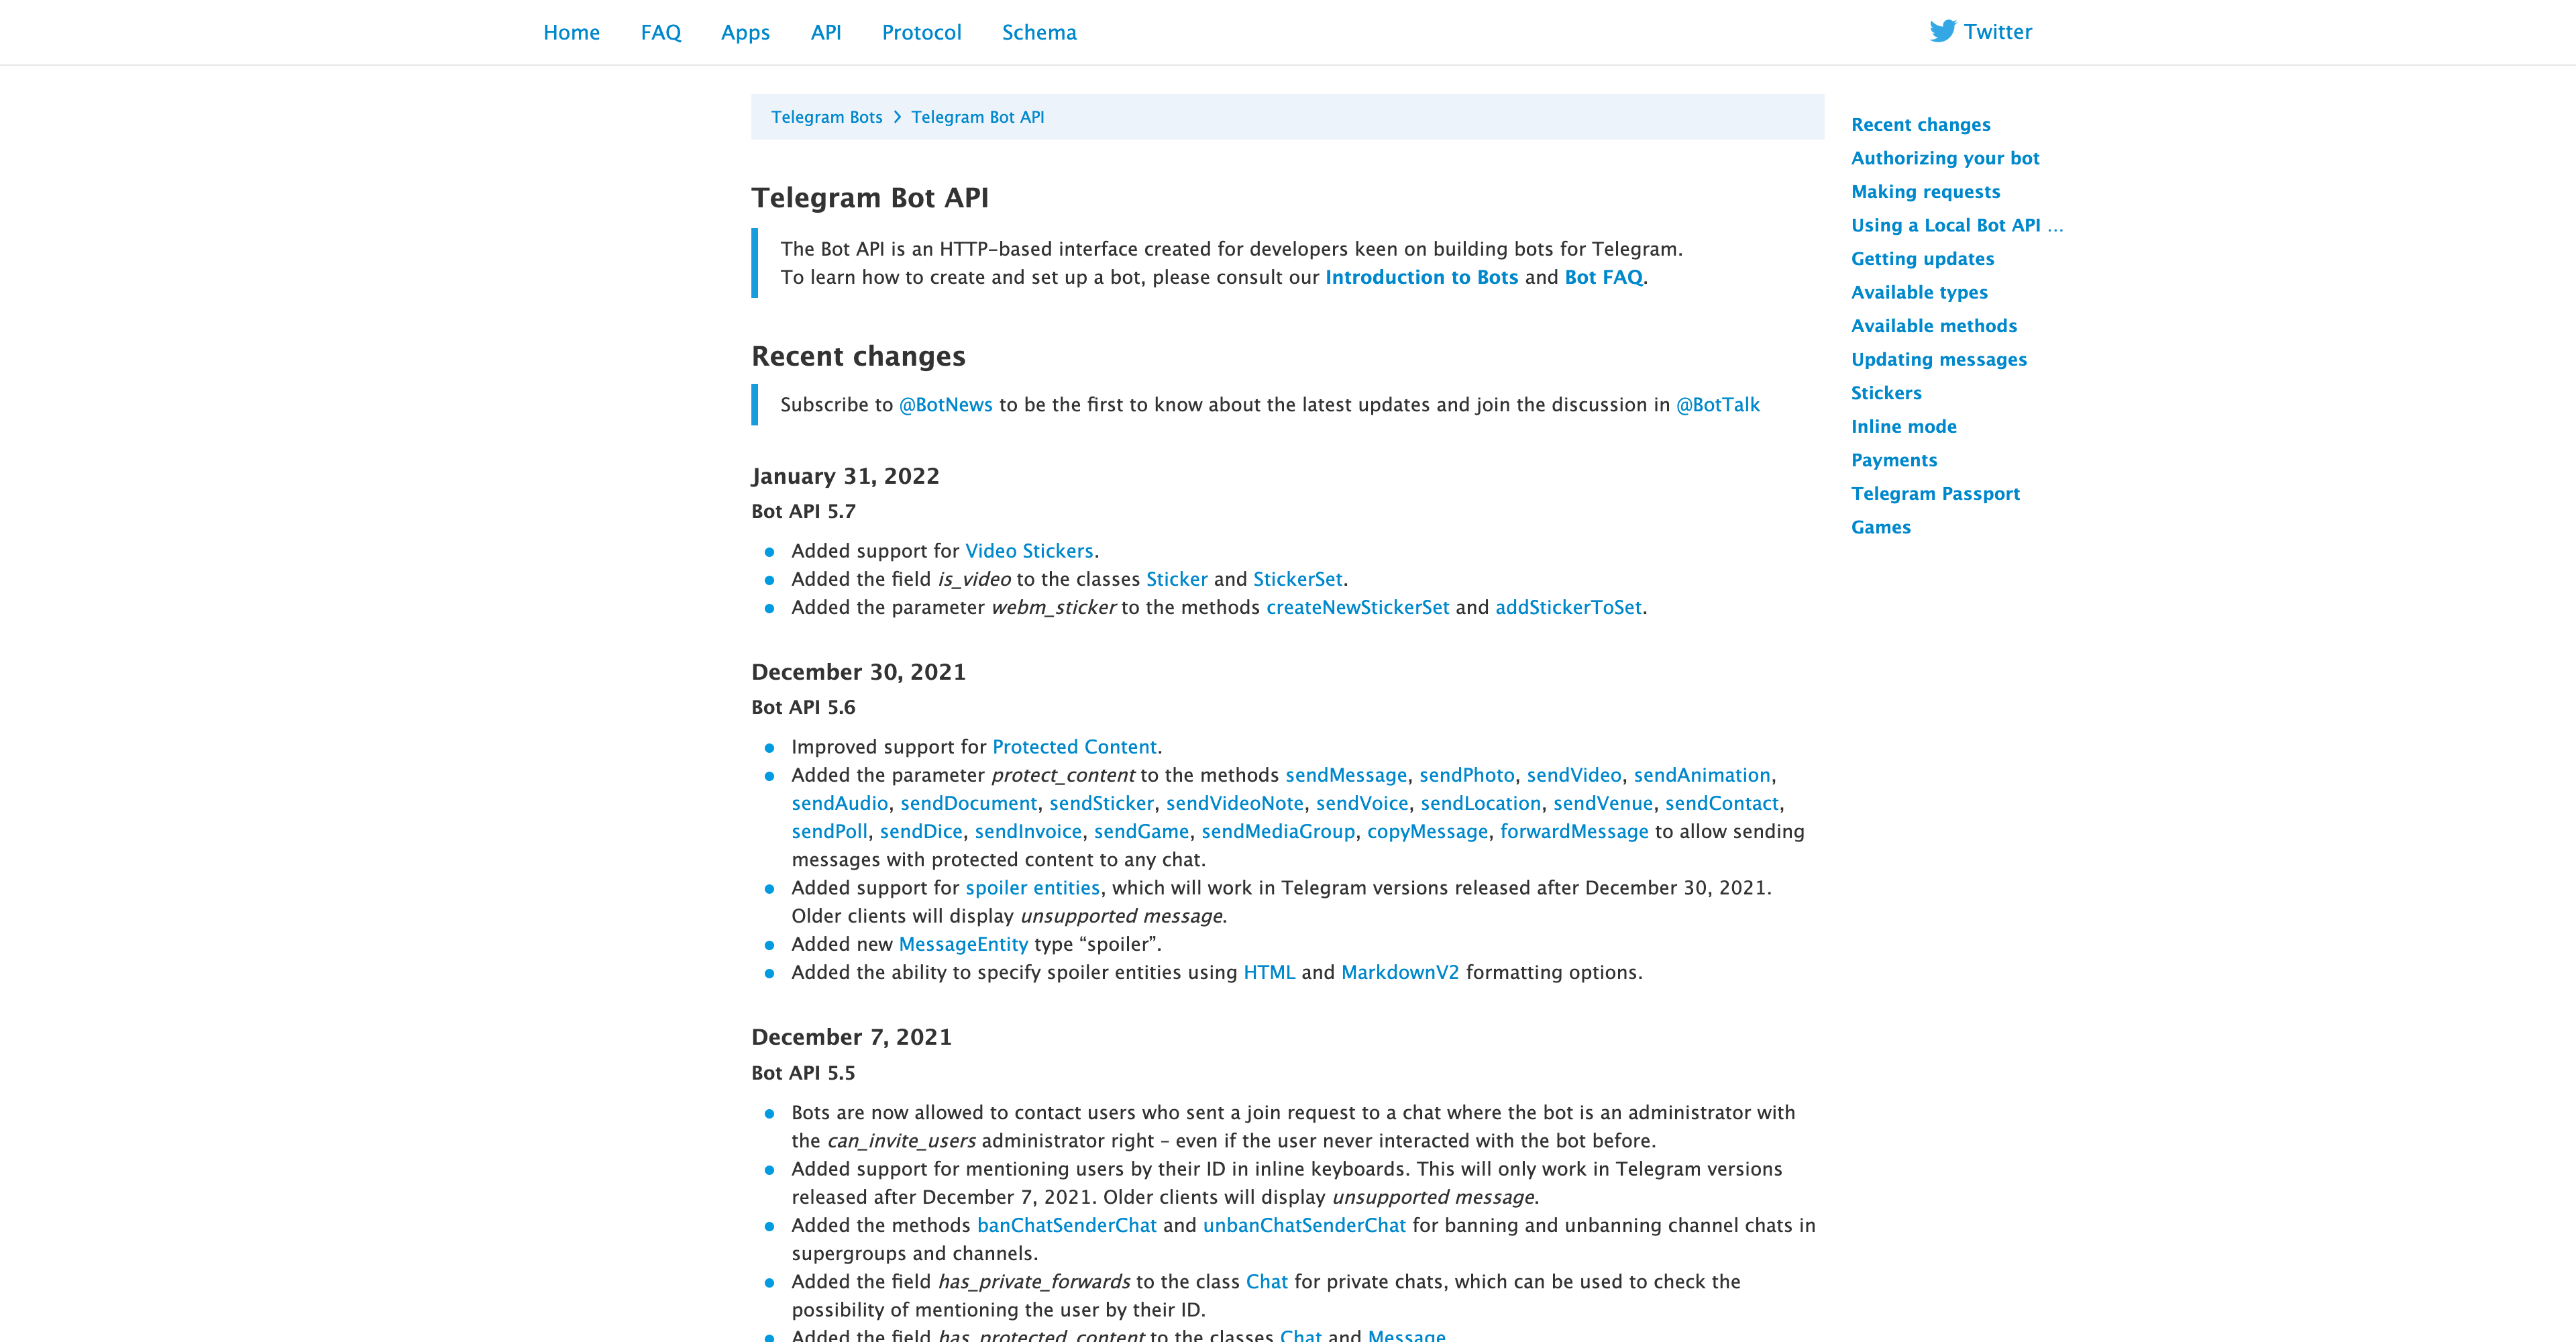 Home FAQ Apps API Protocol Schema Twitter
Telegram Bots > Telegram Bot API
Telegram Bot API
The Bot API is an HTTP-based interface created for developers keen on building bots for Telegram.
To learn how to create and set up a bot, please consult our Introduction to Bots and Bot FAQ.
Recent changes
Subscribe to @BotNews to be the first to know about the latest updates and join the discussion in @BotTalk
January 31, 2022
Bot API 5.7
Added support for Video Stickers.
Added the field is_video to the classes Sticker and StickerSet.
Added the parameter webm_sticker to the methods createNewStickerSet and addStickerToSet.
December 30, 2021
Bot API 5.6
Improved support for Protected Content.
Added the parameter protect_content to the methods sendMessage, sendPhoto, sendVideo, sendAnimation,
sendAudio, sendDocument, sendSticker, sendVideoNote, sendVoice, sendLocation, sendVenue, sendContact,
sendPoll, sendDice, sendInvoice, sendGame, sendMediaGroup, copyMessage, forwardMessage to allow sending
messages with protected content to any chat.
Added support for spoiler entities, which will work in Telegram versions released after December 30, 2021.
Older clients will display unsupported message.
Added new MessageEntity type “spoiler”.
Added the ability to specify spoiler entities using HTML and MarkdownV2 formatting options.
December 7, 2021
Bot API 5.5
Bots are now allowed to contact users who sent a join request to a chat where the bot is an administrator with
the can_invite_users administrator right – even if the user never interacted with the bot before.
Added support for mentioning users by their ID in inline keyboards. This will only work in Telegram versions
released after December 7, 2021. Older clients will display unsupported message.
Added the methods banChatSenderChat and unbanChatSenderChat for banning and unbanning channel chats in
supergroups and channels.
Added the field has_private_forwards to the class Chat for private chats, which can be used to check the
possibility of mentioning the user by their ID.
Added the field has_protected_content to the classes Chat and Message.
Recent changes
Authorizing your bot
Making requests
Using a Local Bot API ...
Getting updates
Available types
Available methods
Updating messages
Stickers
Inline mode
Payments
Telegram Passport
Games